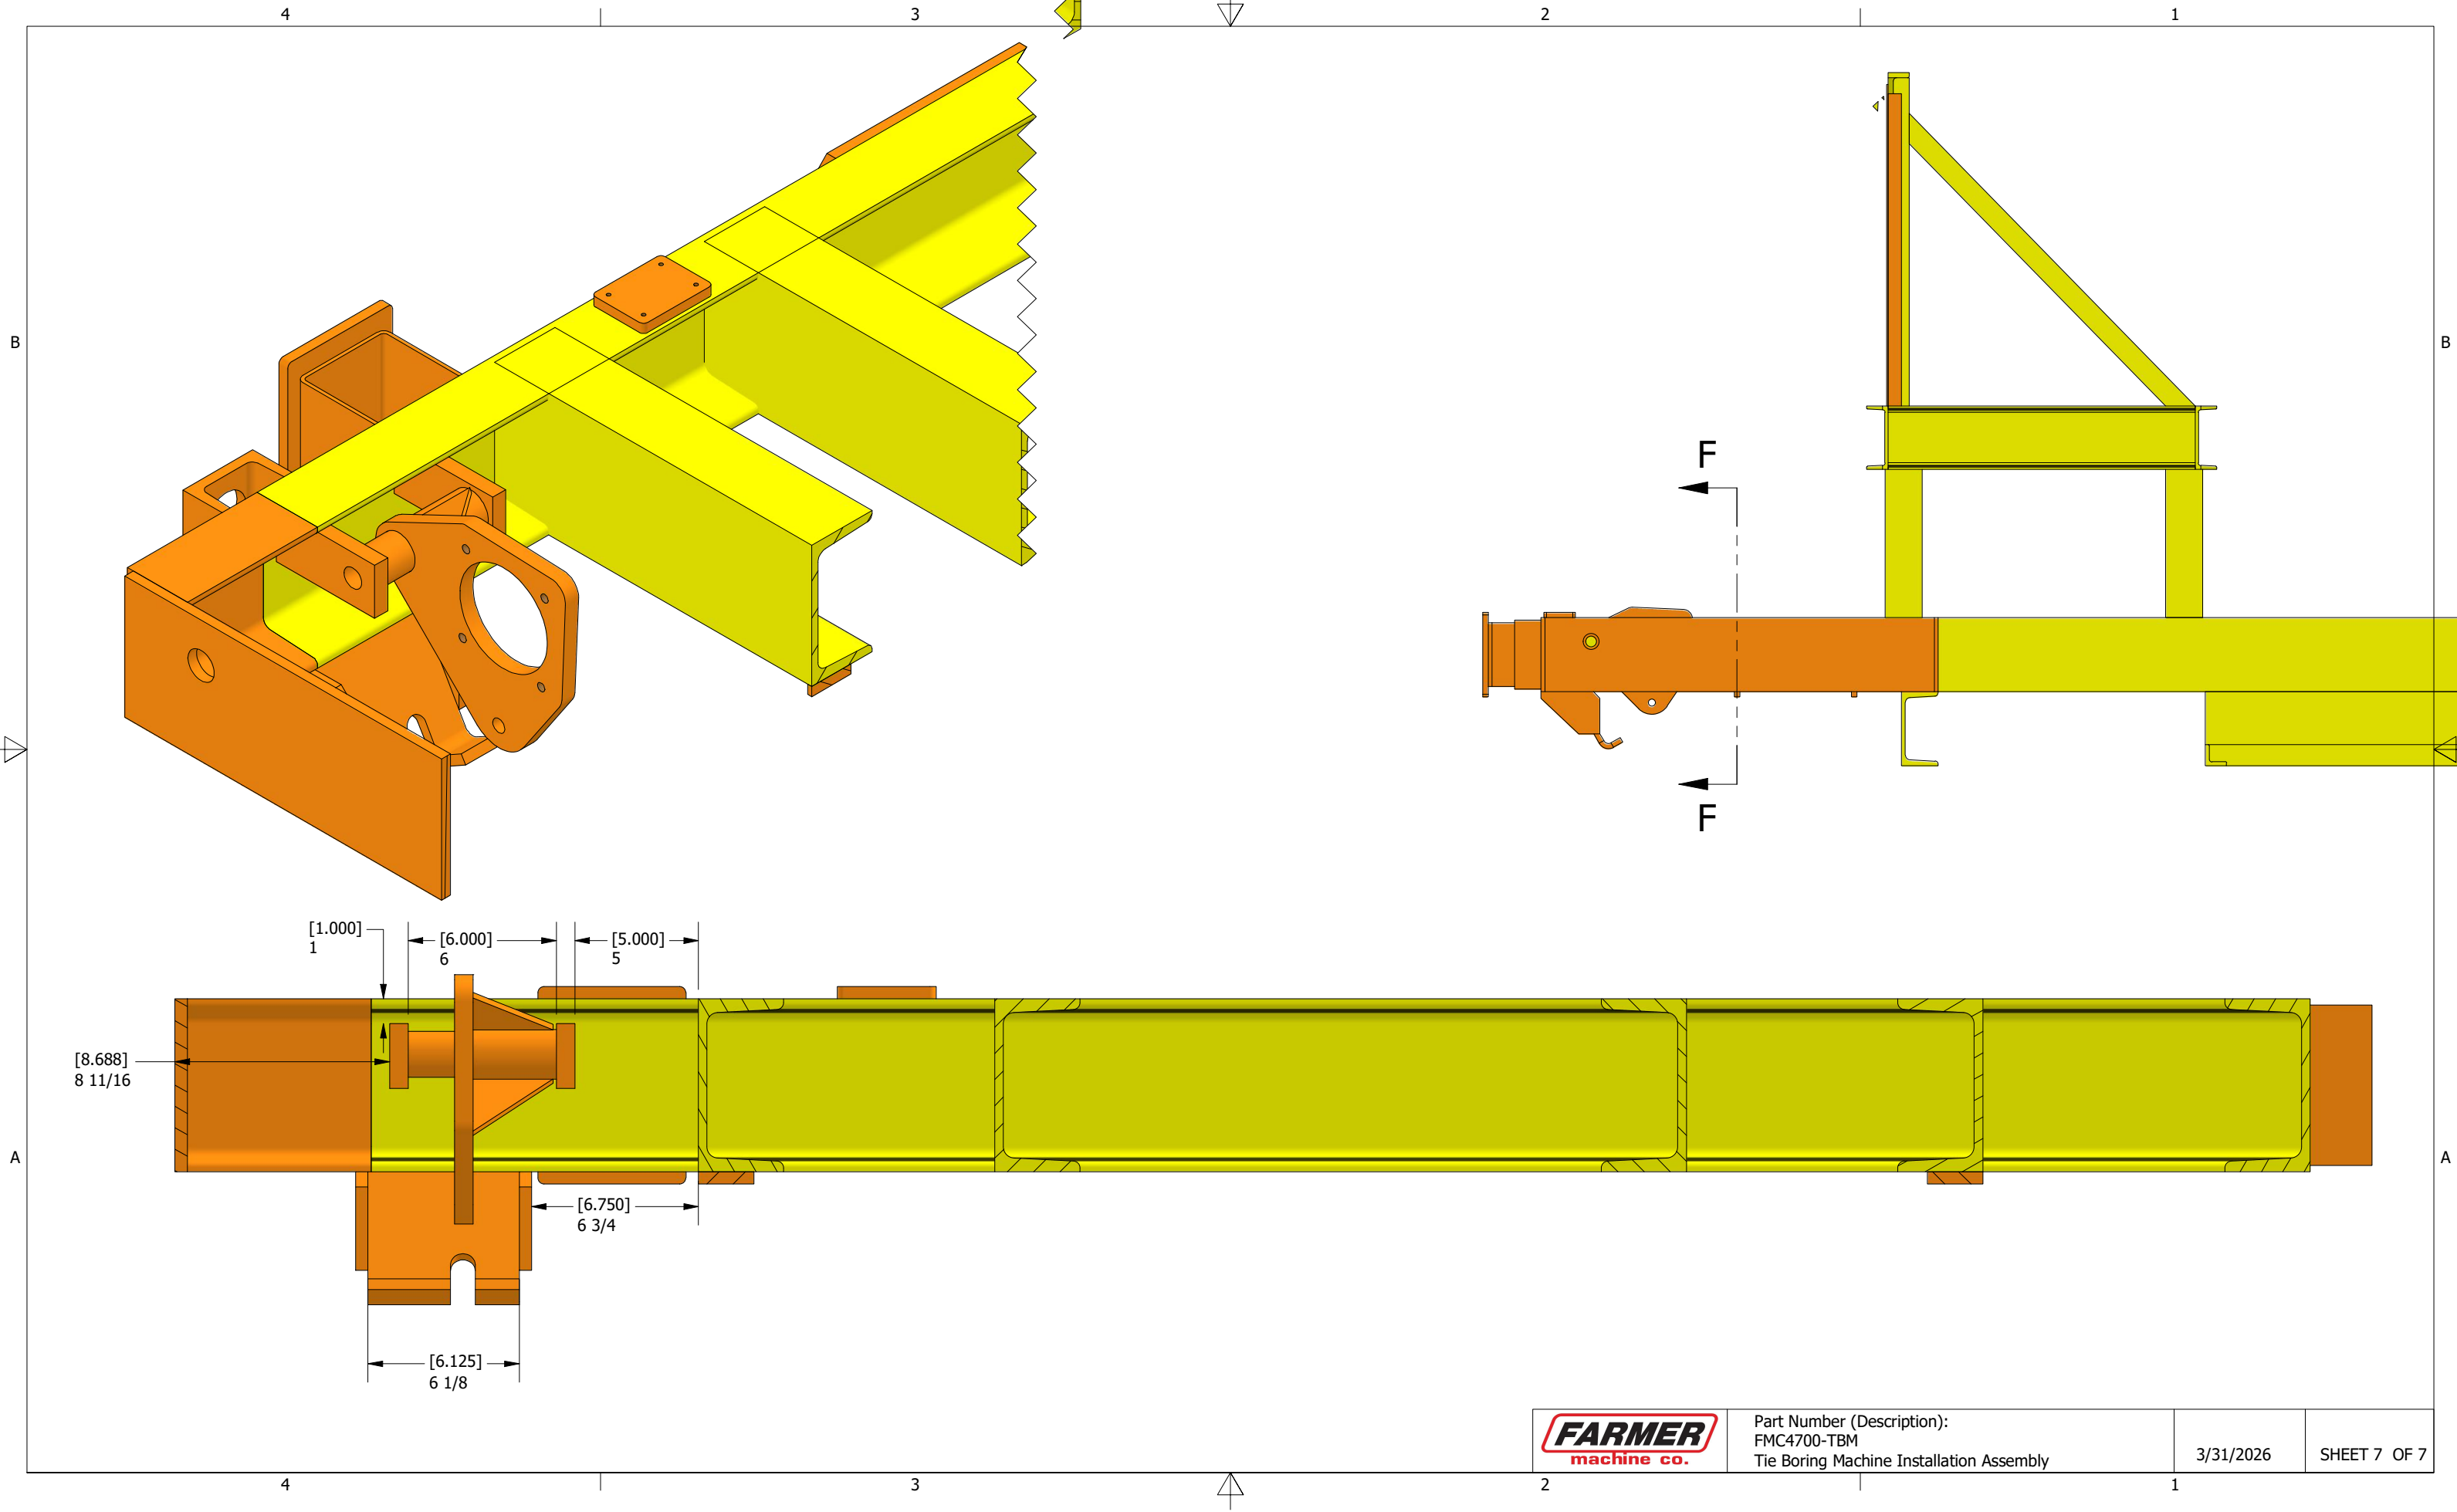 4 3 2 1
B B
F
F
[1.000]
1
[6.000]
6
[5.000]
5
[8.688]
8 11/16
A A
[6.750]
6 3/4
[6.125]
6 1/8
FARMER
machine co.
Part Number (Description):
FMC4700-TBM
Tie Boring Machine Installation Assembly
3/31/2026
SHEET 7 OF 7
4 3 2 1